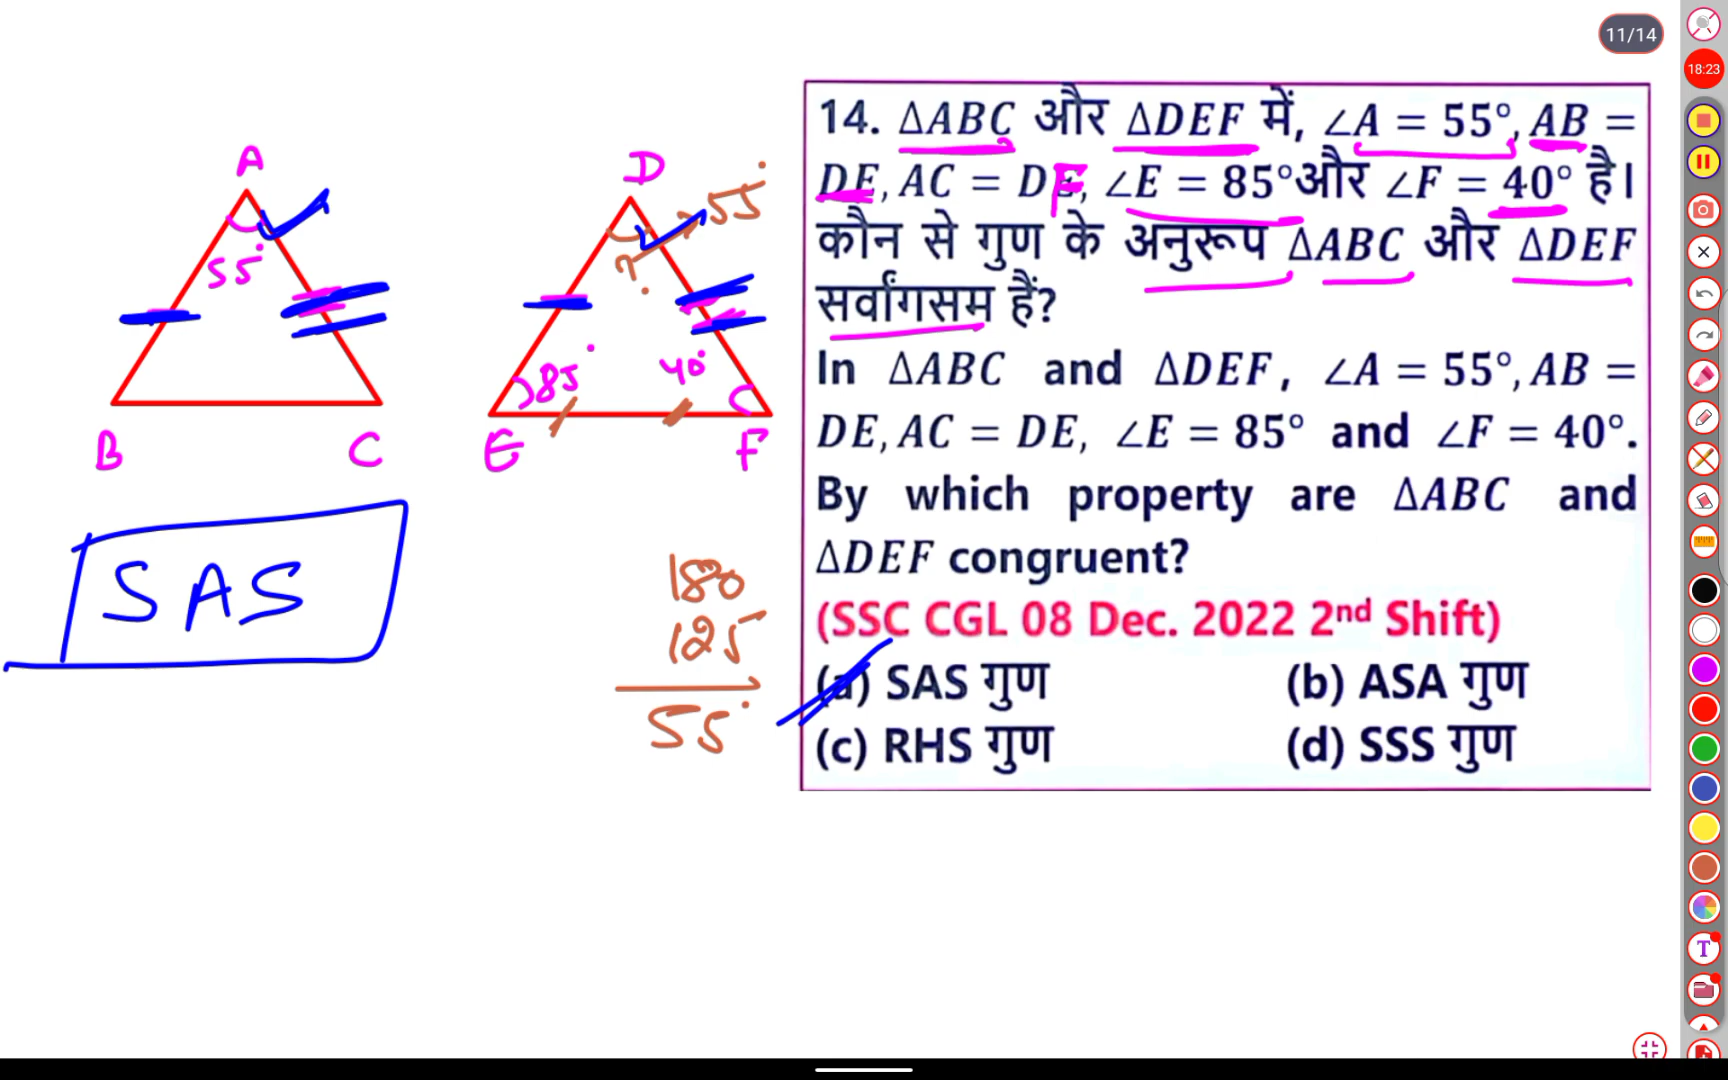 11/14
18:23
14. ΔABC और ΔDEF में, ∠A = 55°, AB =
DE, AC = DF, ∠E = 85° और ∠F = 40° है।
कौन से गुण के अनुरूप ΔABC और ΔDEF
सर्वांगसम हैं?
In ΔABC and ΔDEF, ∠A = 55°, AB =
DE, AC = DE, ∠E = 85° and ∠F = 40°.
By which property are ΔABC and
ΔDEF congruent?
(SSC CGL 08 Dec. 2022 2nd Shift)
(a) SAS गुण (b) ASA गुण
(c) RHS गुण (d) SSS गुण
A
55°
B C
D
55°
?
85° 40°
E F
SAS
180
125
55°
T